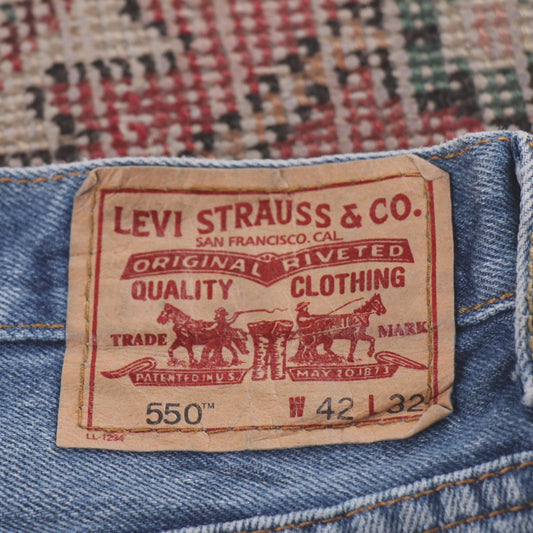 LEVI STRAUSS & CO.
SAN FRANCISCO. CAL
ORIGINAL RIVETED
QUALITY CLOTHING
TRADE MARK
PATENTED IN U.S. MAY 20 1873
550™ W 42 L 32
LL-1234